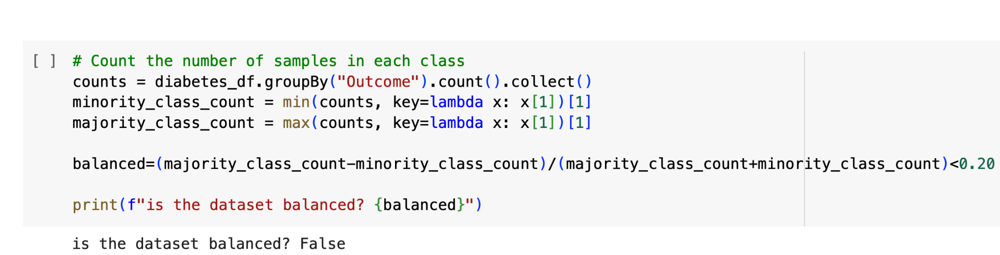 [ ] # Count the number of samples in each class
counts = diabetes_df.groupBy("Outcome").count().collect()
minority_class_count = min(counts, key=lambda x: x[1])[1]
majority_class_count = max(counts, key=lambda x: x[1])[1]
balanced=(majority_class_count-minority_class_count)/(majority_class_count+minority_class_count)<0.20
print(f"is the dataset balanced? {balanced}")
is the dataset balanced? False